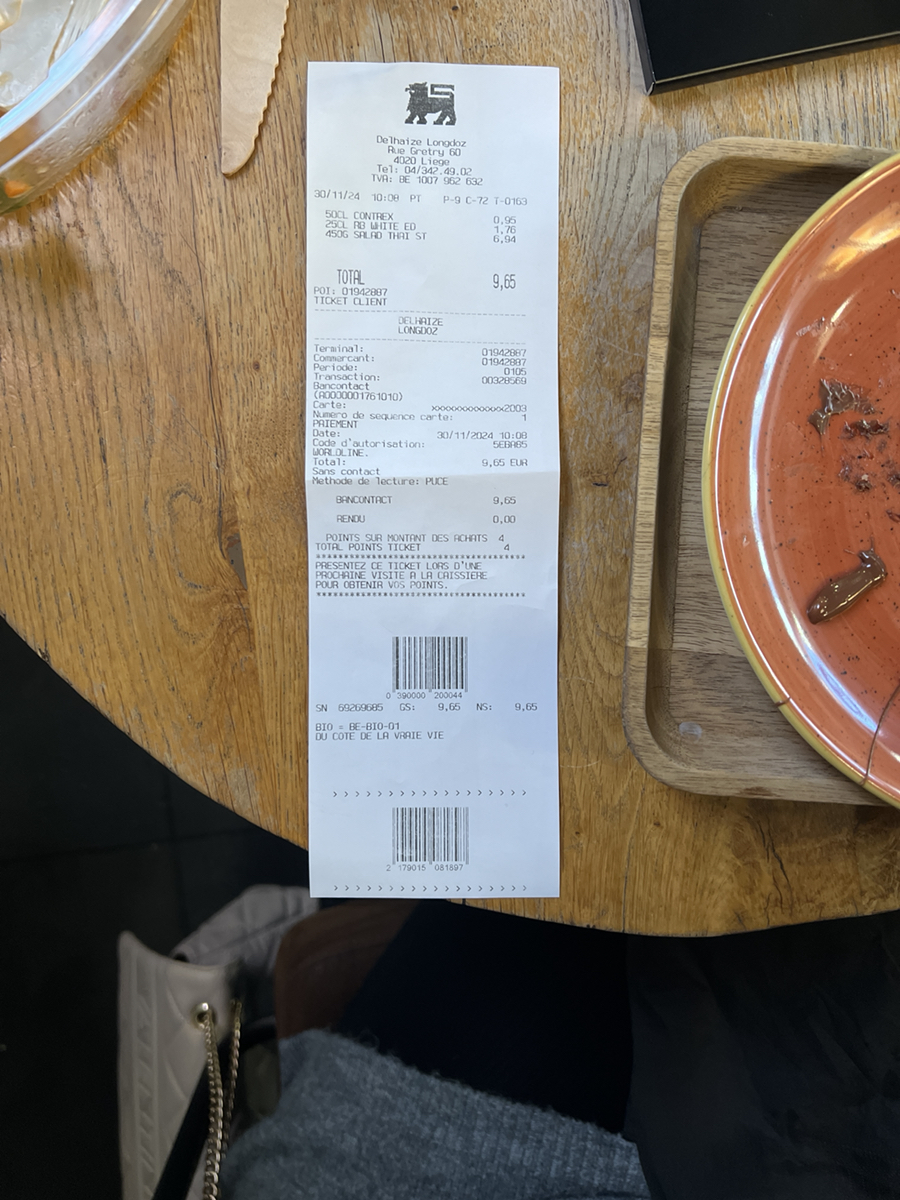 Delhaize Longdoz
Rue Gretry 60
4020 Liege
Tel: 04/342.49.02
TVA: BE 1007 962 632
30/11/24 10:08 PT P-9 C-72 T-0163
50CL CONTREX 0,95
25CL RB WHITE ED 1,76
450G SALAD THAI ST 6,94
TOTAL 9,65
POI: 01942887
TICKET CLIENT
DELHAIZE
LONGDOZ
Terminal: 01942887
Commercant: 01942887
Periode: 0105
Transaction: 00328569
Bancontact
(A0000001761010)
Carte: xxxxxxxxxxxxx2003
Numero de sequence carte: 1
PAIEMENT
Date: 30/11/2024 10:08
Code d'autorisation: 5EBA85
WORLDLINE.
Total: 9,65 EUR
Sans contact
Methode de lecture: PUCE
BANCONTACT 9,65
RENDU 0,00
POINTS SUR MONTANT DES ACHATS 4
TOTAL POINTS TICKET 4
PRESENTEZ CE TICKET LORS D'UNE
PROCHAINE VISITE A LA CAISSIERE
POUR OBTENIR VOS POINTS.
0 390000 200044
SN 69269685 GS: 9,65 NS: 9,65
BIO = BE-BIO-01
DU COTE DE LA VRAIE VIE
2 179015 081897